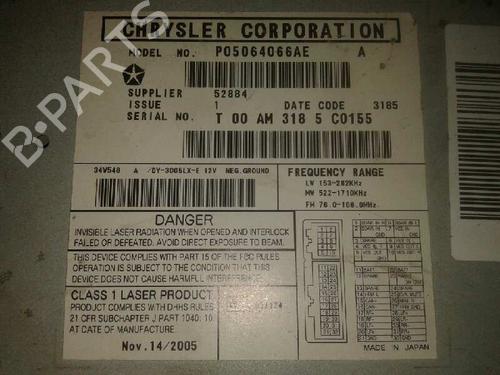 CHRYSLER CORPORATION
MODEL NO. P05064066AE A
SUPPLIER 52884
ISSUE 1 DATE CODE 3185
SERIAL NO. T 00 AM 318 5 C0155
34V548 A /CY-3005LX-E 12V NEG.GROUND
FREQUENCY RANGE
LW 153-282KHz
MW 522-1710KHz
FM 76.0-108.0MHz
DANGER
INVISIBLE LASER RADIATION WHEN OPENED AND INTERLOCK
FAILED OR DEFEATED. AVOID DIRECT EXPOSURE TO BEAM.
THIS DEVICE COMPLIES WITH PART 15 OF THE FCC RULES
OPERATION IS SUBJECT TO THE CONDITION THAT THIS
DEVICE DOES NOT CAUSE HARMFUL INTERFERENCE.
CLASS 1 LASER PRODUCT
PRODUCT COMPLIES WITH DHHS RULES
21 CFR SUBCHAPTER J PART 1040.10
AT DATE OF MANUFACTURE
Nov.14/2005
MADE IN JAPAN
B-PARTS